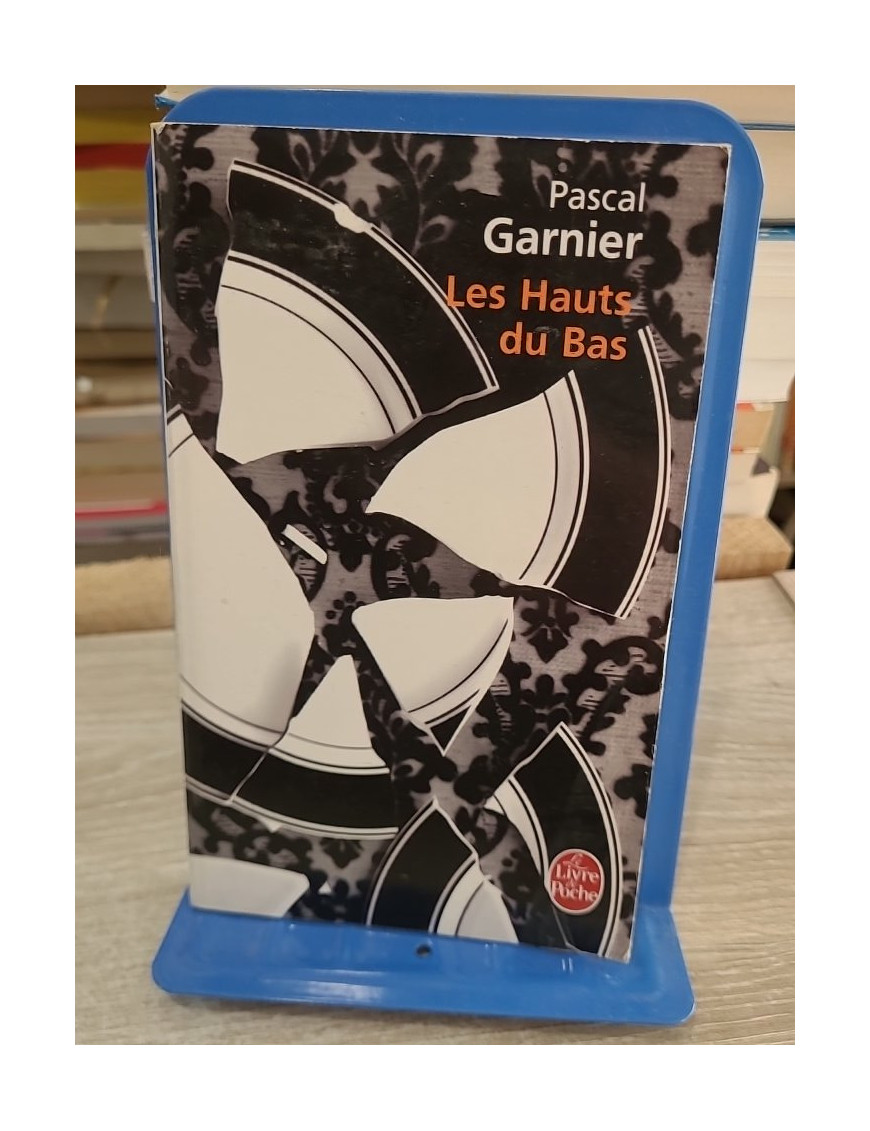 Pascal
Garnier
Les Hauts
du Bas
Le
Livre
de
Poche